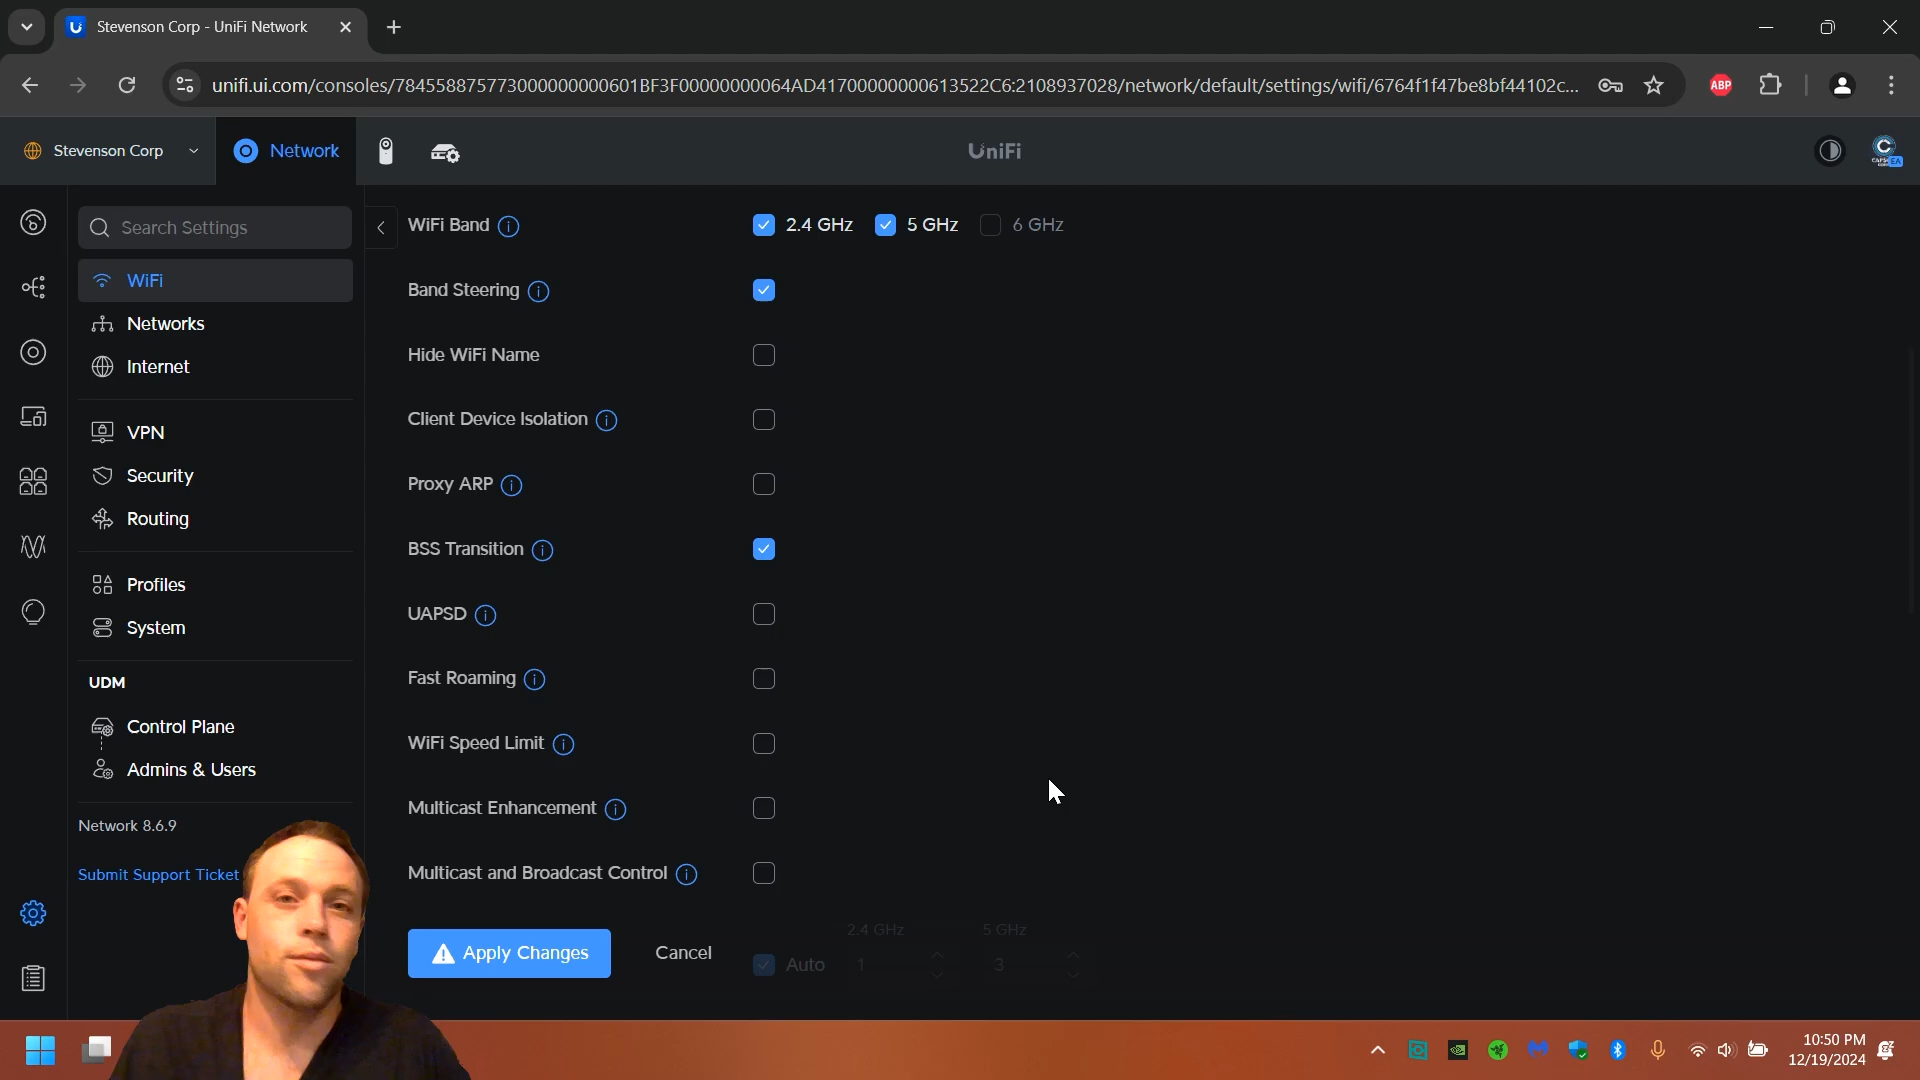 Stevenson Corp - UniFi Network
unifi.ui.com/consoles/784558875773000000000601BF3F00000000064AD41700000000613522C6:2108937028/network/default/settings/wifi/6764f1f47be8bf44102c...
ABP
Stevenson Corp
Network
UniFi
EA
Search Settings
WiFi
Networks
Internet
VPN
Security
Routing
Profiles
System
UDM
Control Plane
Admins & Users
Network 8.6.9
Submit Support Ticket
WiFi Band
2.4 GHz
5 GHz
6 GHz
Band Steering
Hide WiFi Name
Client Device Isolation
Proxy ARP
BSS Transition
UAPSD
Fast Roaming
WiFi Speed Limit
Multicast Enhancement
Multicast and Broadcast Control
2.4 GHz
5 GHz
Auto
1
3
Apply Changes
Cancel
10:50 PM
12/19/2024